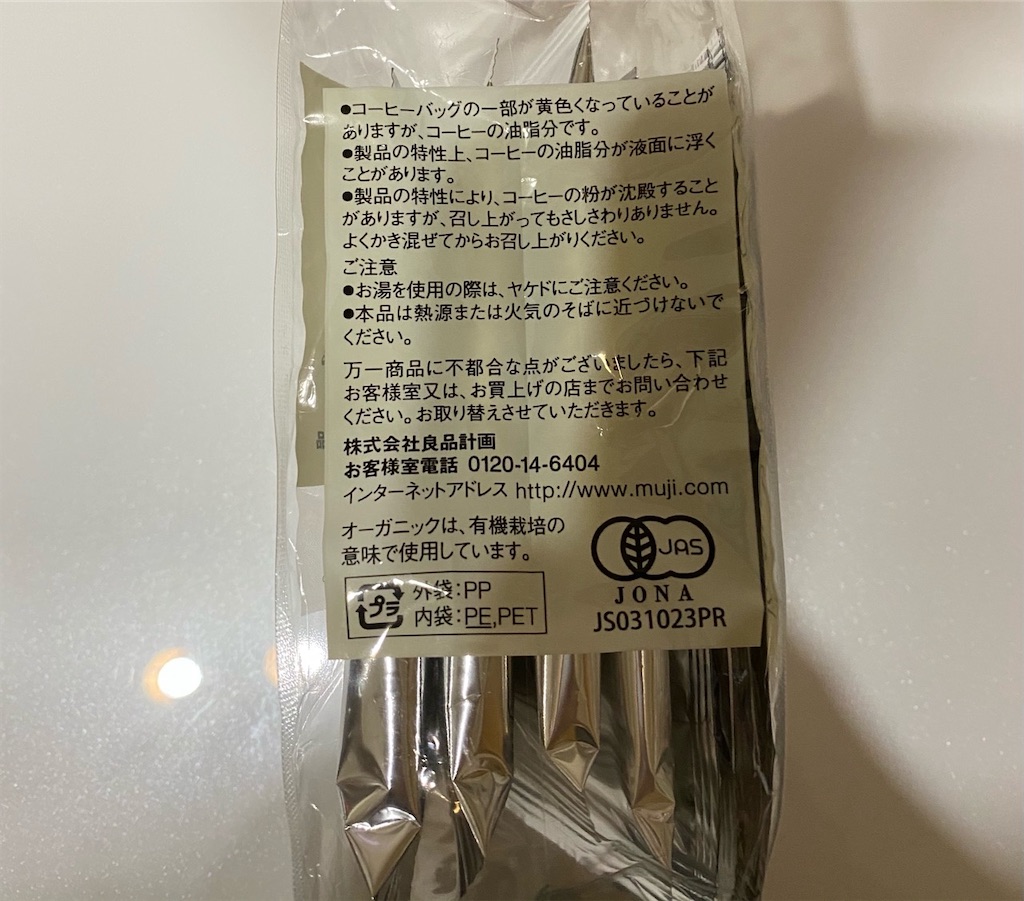 ●コーヒーバッグの一部が黄色くなっていることが
ありますが、コーヒーの油脂分です。
●製品の特性上、コーヒーの油脂分が液面に浮く
ことがあります。
●製品の特性により、コーヒーの粉が沈殿すること
がありますが、召し上がってもさしさわりありません。
よくかき混ぜてからお召し上がりください。
ご注意
●お湯を使用の際は、ヤケドにご注意ください。
●本品は熱源または火気のそばに近づけないで
ください。
万一商品に不都合な点がございましたら、下記
お客様室又は、お買上げの店までお問い合わせ
ください。お取り替えさせていただきます。
株式会社良品計画
お客様室電話 0120-14-6404
インターネットアドレス http://www.muji.com
オーガニックは、有機栽培の
意味で使用しています。
プラ
外袋:PP
内袋:PE,PET
JAS
JONA
JS031023PR
品